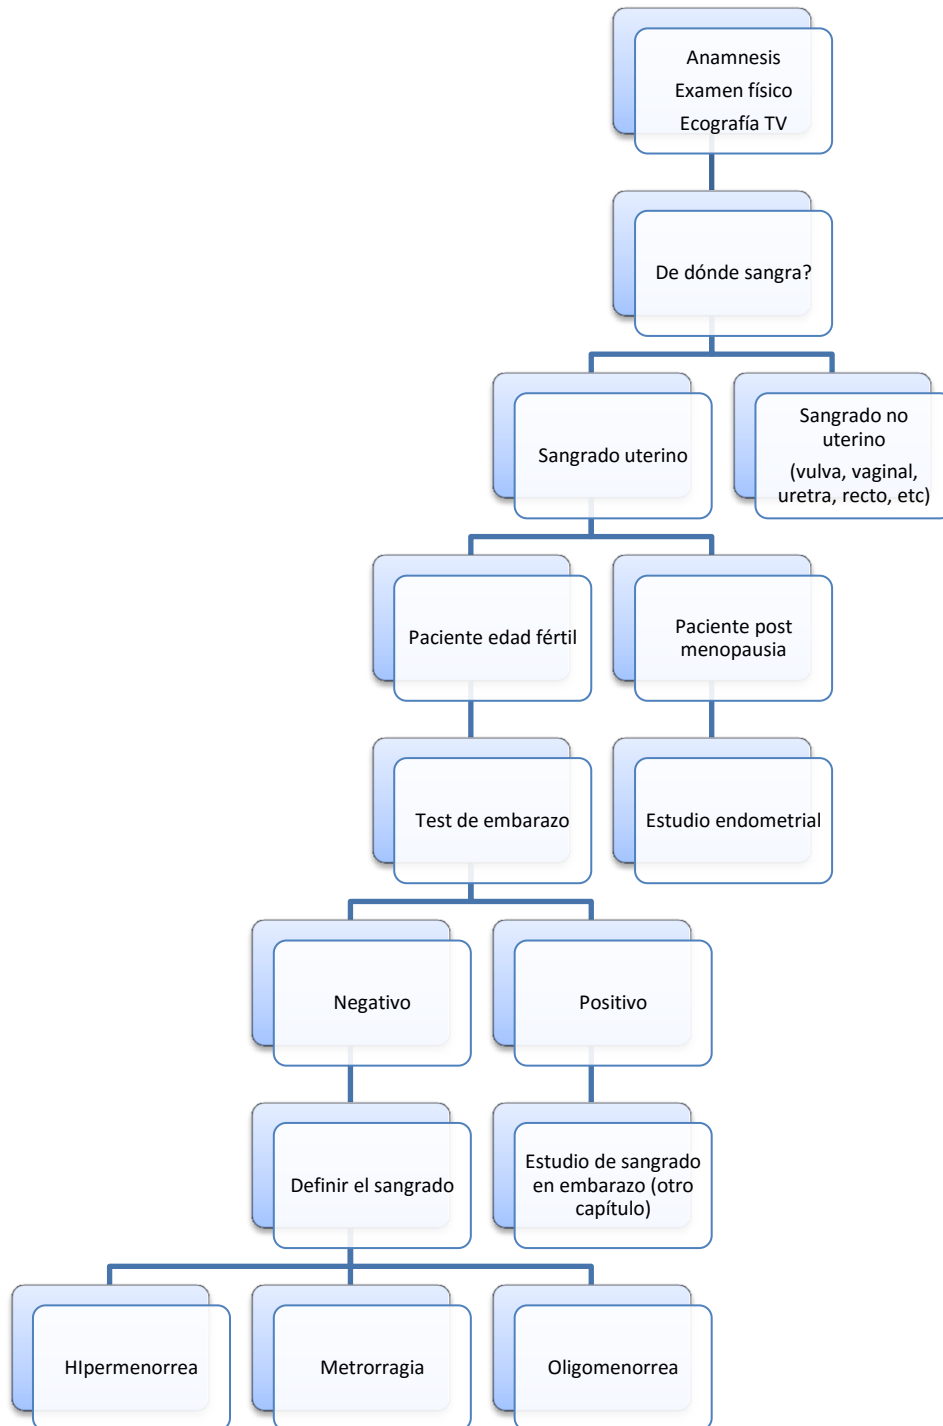 Anamnesis
Examen físico
Ecografía TV
De dónde sangra?
Sangrado uterino
Sangrado no
uterino
(vulva, vaginal,
uretra, recto, etc)
Paciente edad fértil
Paciente post
menopausia
Test de embarazo
Estudio endometrial
Negativo
Positivo
Definir el sangrado
Estudio de sangrado
en embarazo (otro
capítulo)
HIpermenorrea
Metrorragia
Oligomenorrea